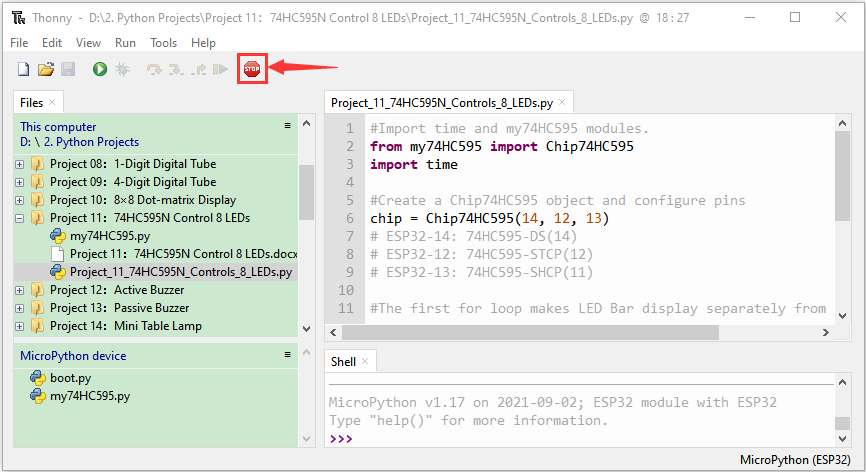 Thonny - ESP:\2. Python Projects\Project 11：74HC595N Control 8 LEDs\Project_11_74HC595N_Controls_8_LEDs.py @ 18 : 27
File Edit View Run Tools Help
STOP
Files
This computer
D: \ 2. Python Projects
Project 08：1-Digit Digital Tube
Project 09：4-Digit Digital Tube
Project 10：8×8 Dot-matrix Display
Project 11：74HC595N Control 8 LEDs
my74HC595.py
Project 11：74HC595N Control 8 LEDs.docx
Project_11_74HC595N_Controls_8_LEDs.py
Project 12：Active Buzzer
Project 13：Passive Buzzer
Project 14：Mini Table Lamp
MicroPython device
boot.py
my74HC595.py
Project_11_74HC595N_Controls_8_LEDs.py
1 #Import time and my74HC595 modules.
2 from my74HC595 import Chip74HC595
3 import time
4
5 #Create a Chip74HC595 object and configure pins
6 chip = Chip74HC595(14, 12, 13)
7 # ESP32-14: 74HC595-DS(14)
8 # ESP32-12: 74HC595-STCP(12)
9 # ESP32-13: 74HC595-SHCP(11)
10
11 #The first for loop makes LED Bar display separately from
Shell
MicroPython v1.17 on 2021-09-02; ESP32 module with ESP32
Type "help()" for more information.
>>>
MicroPython (ESP32)